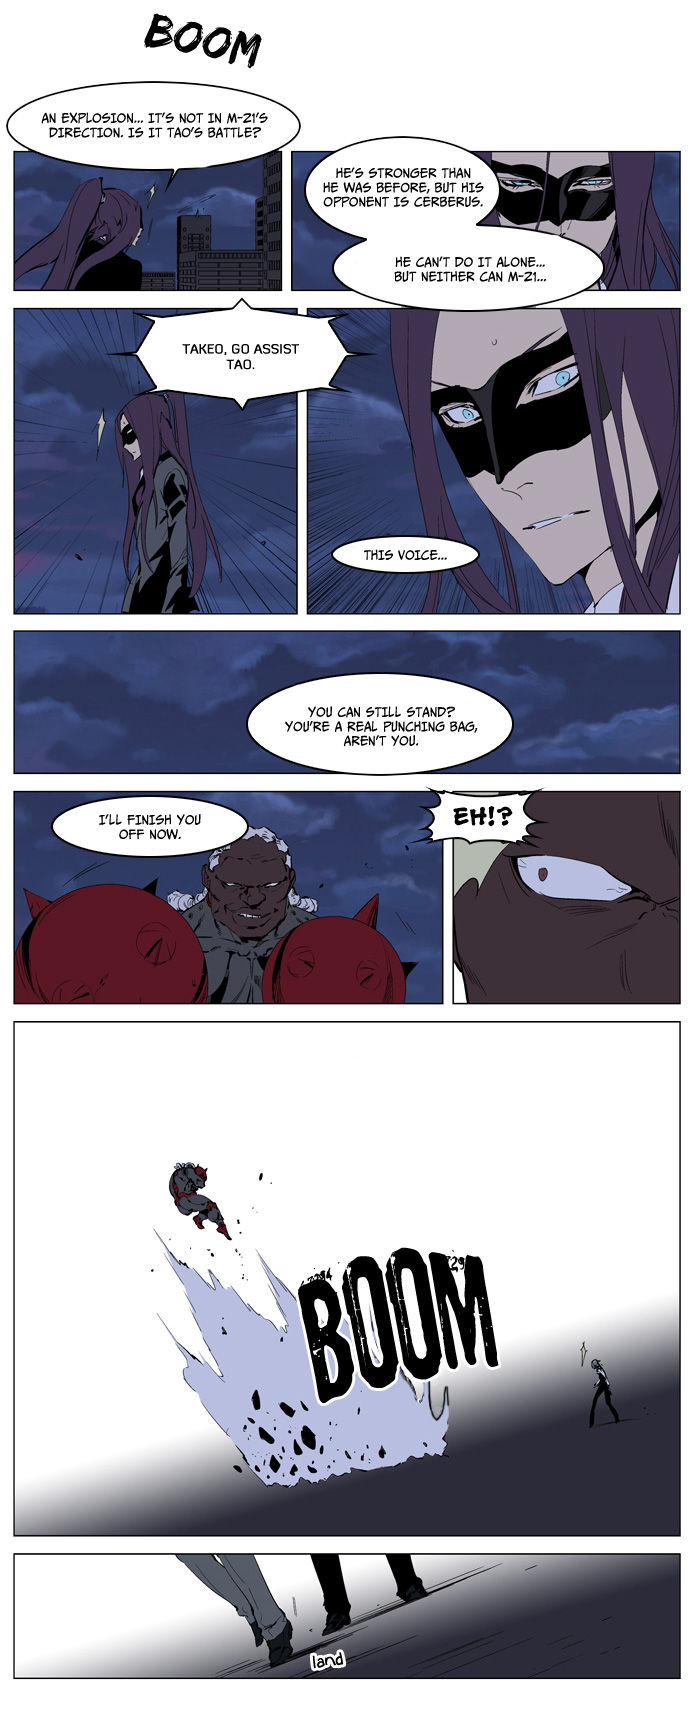 BOOM
AN EXPLOSION... IT'S NOT IN M-21'S
DIRECTION. IS IT TAO'S BATTLE?
HE'S STRONGER THAN
HE WAS BEFORE, BUT HIS
OPPONENT IS CERBERUS.
HE CAN'T DO IT ALONE...
BUT NEITHER CAN M-21...
TAKEO, GO ASSIST
TAO.
THIS VOICE...
YOU CAN STILL STAND?
YOU'RE A REAL PUNCHING BAG,
AREN'T YOU.
I'LL FINISH YOU
OFF NOW.
EH!?
BOOM
land